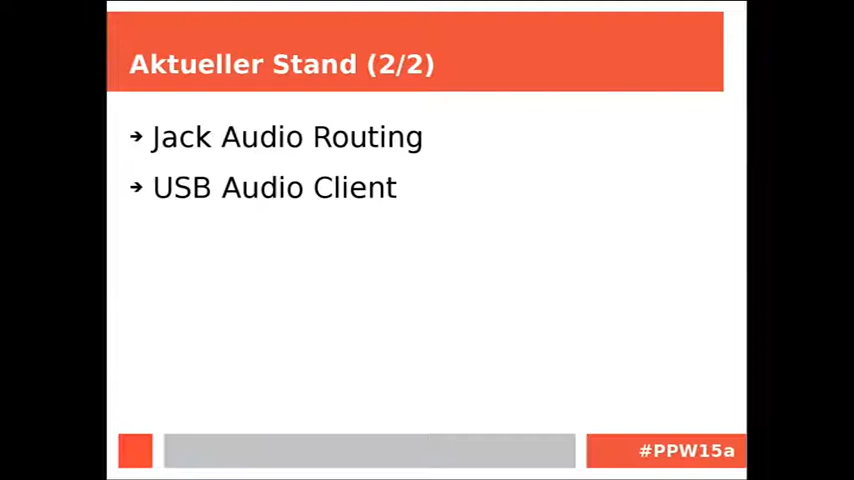 Aktueller Stand (2/2)
➔ Jack Audio Routing
➔ USB Audio Client
#PPW15a